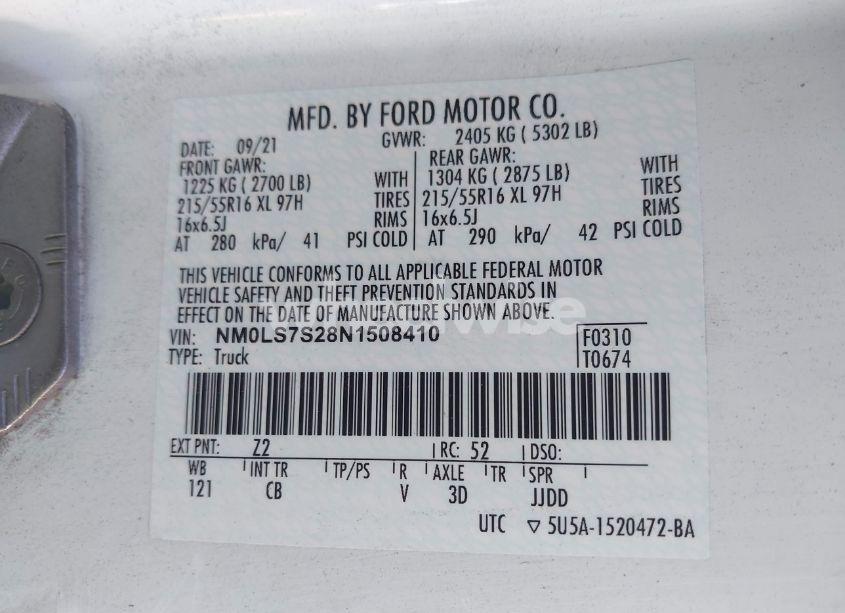 MFD. BY FORD MOTOR CO.
DATE: 09/21 GVWR: 2405 KG ( 5302 LB)
FRONT GAWR: REAR GAWR:
1225 KG ( 2700 LB) WITH 1304 KG ( 2875 LB) WITH
215/55R16 XL 97H TIRES 215/55R16 XL 97H TIRES
16x6.5J RIMS 16x6.5J RIMS
AT 280 kPa/ 41 PSI COLD AT 290 kPa/ 42 PSI COLD
THIS VEHICLE CONFORMS TO ALL APPLICABLE FEDERAL MOTOR
VEHICLE SAFETY AND THEFT PREVENTION STANDARDS IN
EFFECT ON THE DATE OF MANUFACTURE SHOWN ABOVE.
VIN: NM0LS7S28N1508410 F0310
TYPE: Truck T0674
EXT PNT: Z2 RC: 52 DSO:
WB INT TR TP/PS R AXLE TR SPR
121 CB V 3D JJDD
UTC ▽ 5U5A-1520472-BA